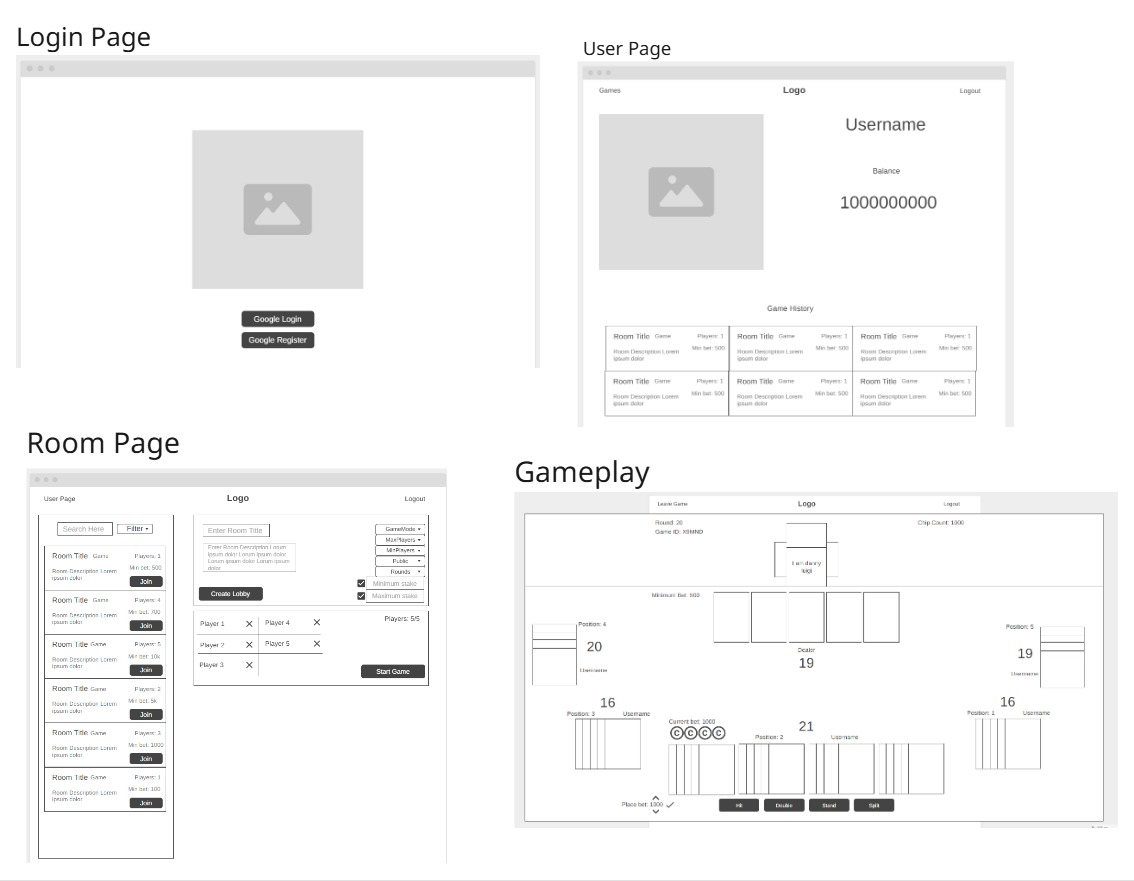 Login Page
Google Login
Google Register
User Page
Games
Logo
Logout
Username
Balance
1000000000
Game History
Room Title Game Players: 1
Min bet: 500
Room Description Lorem
ipsum dolor
Room Title Game Players: 1
Min bet: 500
Room Description Lorem
ipsum dolor
Room Title Game Players: 1
Min bet: 500
Room Description Lorem
ipsum dolor
Room Title Game Players: 1
Min bet: 500
Room Description Lorem
ipsum dolor
Room Title Game Players: 1
Min bet: 500
Room Description Lorem
ipsum dolor
Room Title Game Players: 1
Min bet: 500
Room Description Lorem
ipsum dolor
Room Page
User Page
Logo
Logout
Search Here
Filter
Room Title Game Players: 1
Min bet: 500
Room Description Lorem
ipsum dolor
Join
Room Title Game Players: 4
Min bet: 700
Room Description Lorem
ipsum dolor
Join
Room Title Game Players: 5
Min bet: 10k
Room Description Lorem
ipsum dolor
Join
Room Title Game Players: 2
Min bet: 5k
Room Description Lorem
ipsum dolor
Join
Room Title Game Players: 3
Min bet: 1000
Room Description Lorem
ipsum dolor
Join
Room Title Game Players: 1
Min bet: 100
Room Description Lorem
ipsum dolor
Join
Enter Room Title
Enter Room Description Lorum
ipsum dolor Lorum ipsum dolor
Lorum ipsum dolor Lorum ipsum
dolor
GameMode
MaxPlayers
MinPlayers
Public
Rounds
Minimum stake
Maximum stake
Create Lobby
Player 1
Player 4
Player 2
Player 5
Player 3
Players: 5/5
Start Game
Gameplay
Leave Game
Logo
Logout
Round: 20
Game ID: X9MND
Chip Count: 1000
I am danny
luigi
Minimum Bet: 500
Dealer
19
Position: 4
20
Username
Position: 5
19
Username
16
Position: 3 Username
16
Position: 1 Username
Current bet: 1000
C C C C
21
Position: 2 Username
Place bet: 1000
Hit
Double
Stand
Split